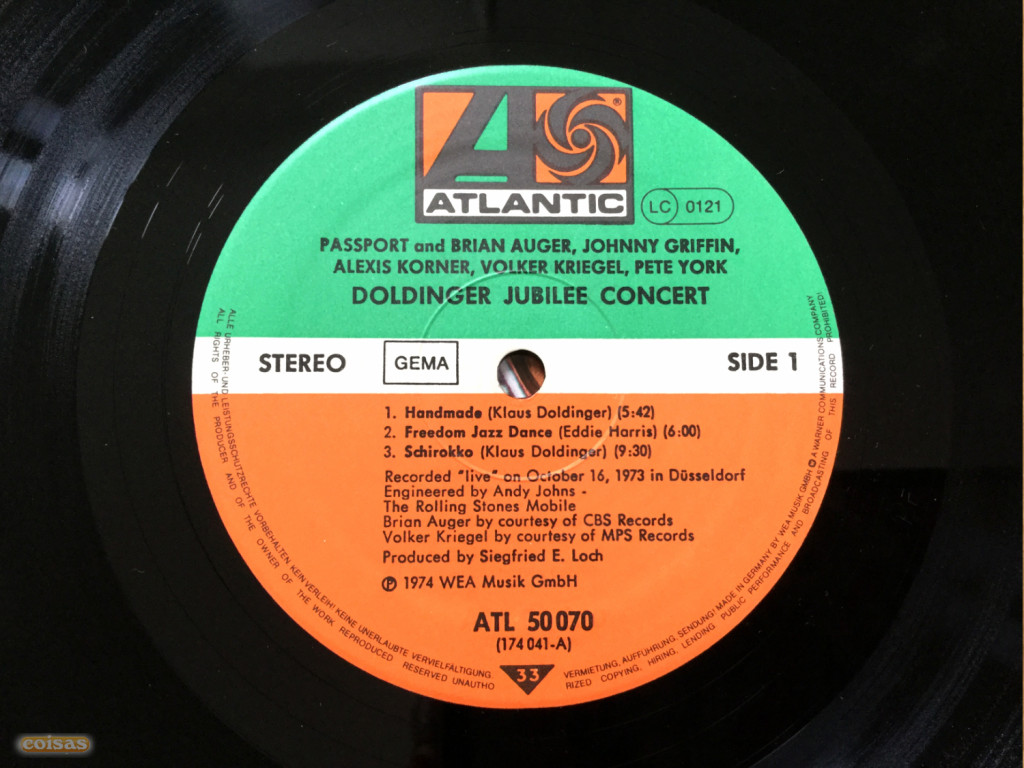 ATLANTIC
®
LC 0121
PASSPORT and BRIAN AUGER, JOHNNY GRIFFIN,
ALEXIS KORNER, VOLKER KRIEGEL, PETE YORK
DOLDINGER JUBILEE CONCERT
STEREO GEMA SIDE 1
1. Handmade (Klaus Doldinger) (5:42)
2. Freedom Jazz Dance (Eddie Harris) (6:00)
3. Schirokko (Klaus Doldinger) (9:30)
Recorded "live" on October 16, 1973 in Düsseldorf
Engineered by Andy Johns -
The Rolling Stones Mobile
Brian Auger by courtesy of CBS Records
Volker Kriegel by courtesy of MPS Records
Produced by Siegfried E. Loch
℗ 1974 WEA Musik GmbH
ATL 50070
(174 041-A)
33
ALLE URHEBER- UND LEISTUNGSSCHUTZRECHTE VORBEHALTEN KEIN VERLEIH! KEINE UNERLAUBTE VERVIELFÄLTIGUNG. VERMIETUNG, AUFFÜHRUNG, SENDUNG! MADE IN GERMANY BY WEA MUSIK GMBH A WARNER COMMUNICATIONS COMPANY
ALL RIGHTS OF THE PRODUCER AND OF THE OWNER OF THE WORK REPRODUCED RESERVED UNAUTHO RIZED COPYING, HIRING, LENDING PUBLIC PERFORMANCE AND BROADCASTING OF THIS RECORD PROHIBITED!
coisas